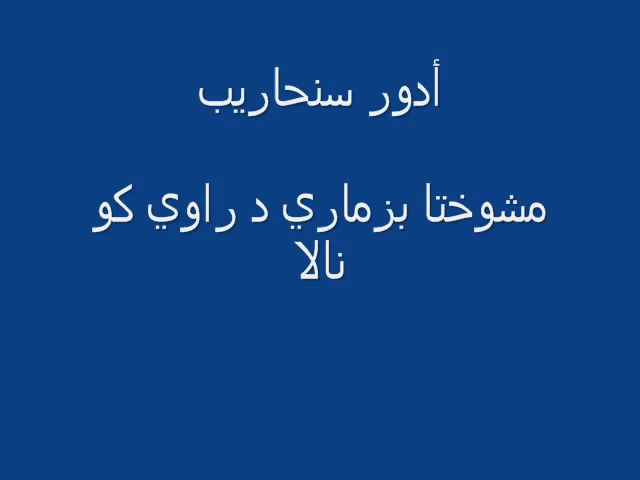 أدور سنحاريب
مشوختا بزماري د راوي كو
نالا